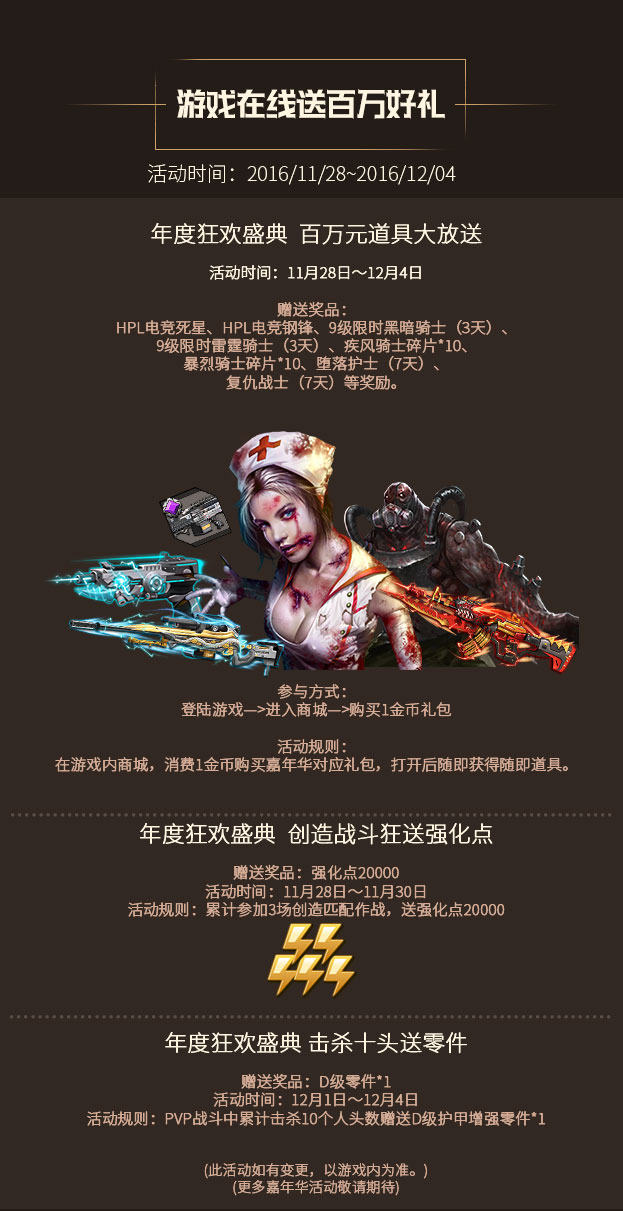 游戏在线送百万好礼
活动时间：2016/11/28~2016/12/04
年度狂欢盛典 百万元道具大放送
活动时间：11月28日～12月4日
赠送奖品：
HPL电竞死星、HPL电竞钢锋、9级限时黑暗骑士（3天）、
9级限时雷霆骑士（3天）、疾风骑士碎片*10、
暴烈骑士碎片*10、堕落护士（7天）、
复仇战士（7天）等奖励。
参与方式：
登陆游戏—>进入商城—>购买1金币礼包
活动规则：
在游戏内商城，消费1金币购买嘉年华对应礼包，打开后随即获得随即道具。
年度狂欢盛典 创造战斗狂送强化点
赠送奖品：强化点20000
活动时间：11月28日～11月30日
活动规则：累计参加3场创造匹配作战，送强化点20000
年度狂欢盛典 击杀十头送零件
赠送奖品：D级零件*1
活动时间：12月1日～12月4日
活动规则：PVP战斗中累计击杀10个人头数赠送D级护甲增强零件*1
(此活动如有变更，以游戏内为准。)
(更多嘉年华活动敬请期待)